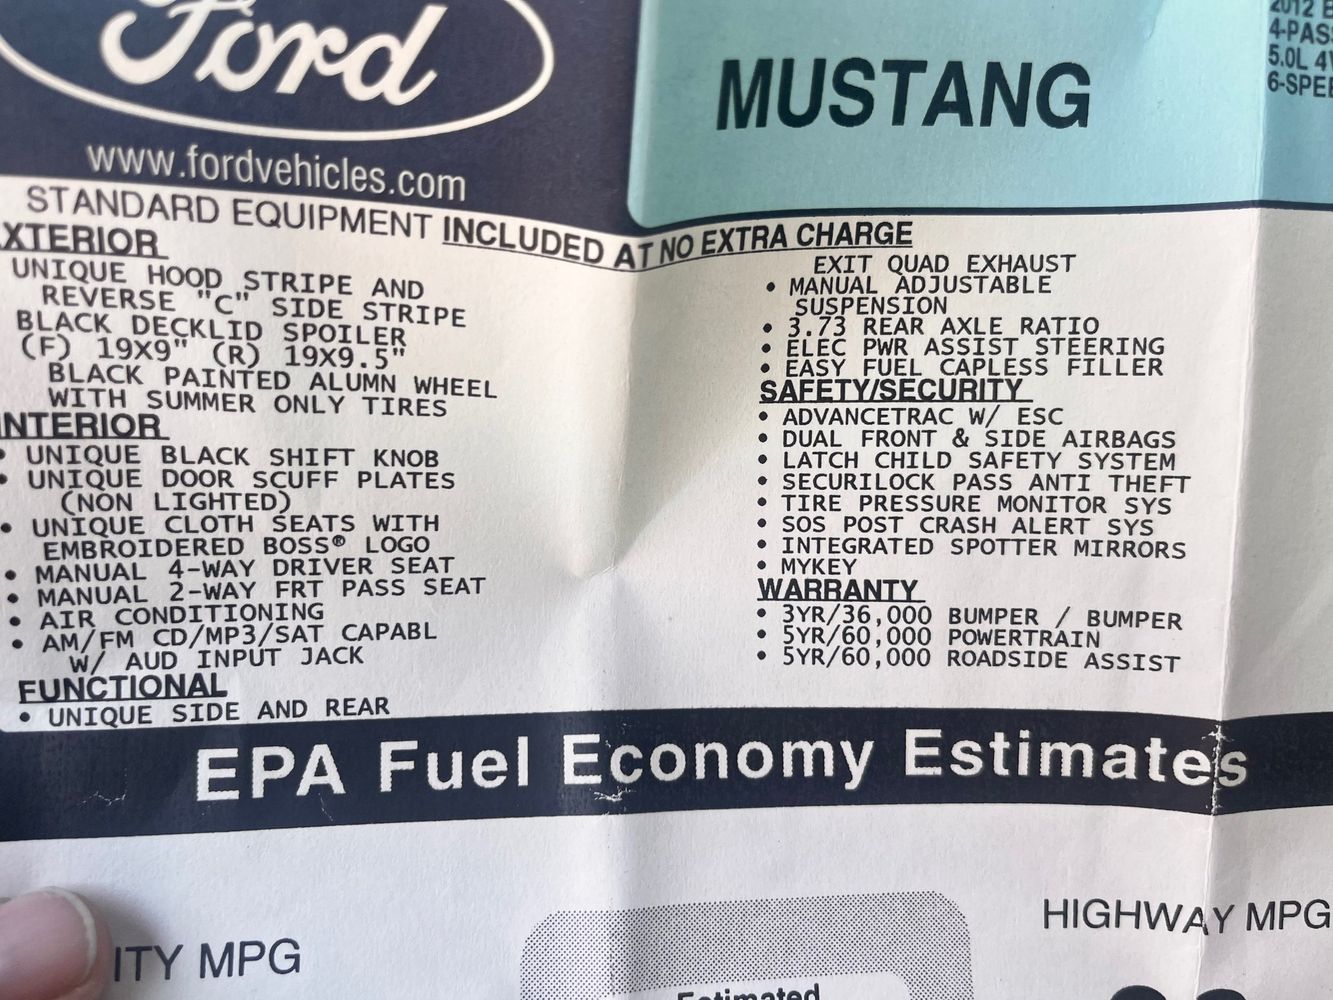 Ford
www.fordvehicles.com
MUSTANG
2012
4-PAS
5.0L
6-SPE
STANDARD EQUIPMENT INCLUDED AT NO EXTRA CHARGE
XTERIOR
UNIQUE HOOD STRIPE AND
REVERSE "C" SIDE STRIPE
BLACK DECKLID SPOILER
(F) 19X9" (R) 19X9.5"
BLACK PAINTED ALUMN WHEEL
WITH SUMMER ONLY TIRES
NTERIOR
• UNIQUE BLACK SHIFT KNOB
• UNIQUE DOOR SCUFF PLATES
(NON LIGHTED)
• UNIQUE CLOTH SEATS WITH
EMBROIDERED BOSS® LOGO
• MANUAL 4-WAY DRIVER SEAT
• MANUAL 2-WAY FRT PASS SEAT
• AIR CONDITIONING
• AM/FM CD/MP3/SAT CAPABL
W/ AUD INPUT JACK
FUNCTIONAL
• UNIQUE SIDE AND REAR
EXIT QUAD EXHAUST
• MANUAL ADJUSTABLE
SUSPENSION
• 3.73 REAR AXLE RATIO
• ELEC PWR ASSIST STEERING
• EASY FUEL CAPLESS FILLER
SAFETY/SECURITY
• ADVANCETRAC W/ ESC
• DUAL FRONT & SIDE AIRBAGS
• LATCH CHILD SAFETY SYSTEM
• SECURILOCK PASS ANTI THEFT
• TIRE PRESSURE MONITOR SYS
• SOS POST CRASH ALERT SYS
• INTEGRATED SPOTTER MIRRORS
• MYKEY
WARRANTY
• 3YR/36,000 BUMPER / BUMPER
• 5YR/60,000 POWERTRAIN
• 5YR/60,000 ROADSIDE ASSIST
EPA Fuel Economy Estimates
ITY MPG
HIGHWAY MPG
Estimated